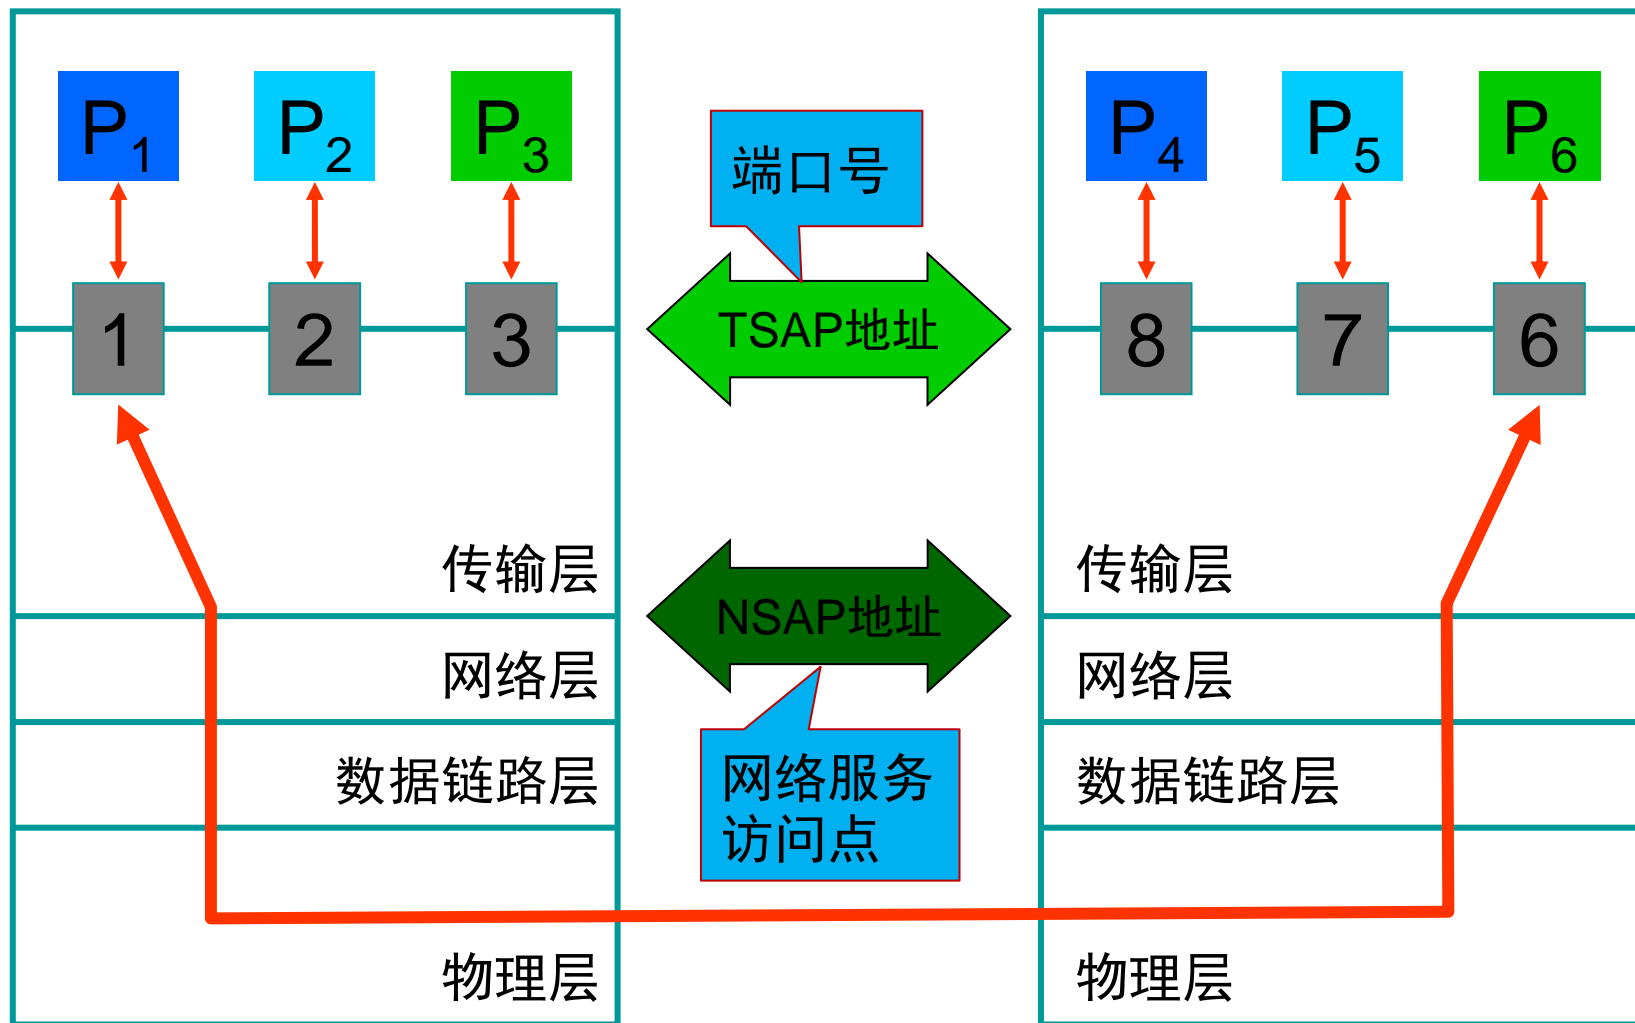 P1 P2 P3
端口号
P4 P5 P6
1 2 3
TSAP地址
8 7 6
传输层
NSAP地址
传输层
网络层
网络层
数据链路层
网络服务
访问点
数据链路层
物理层
物理层